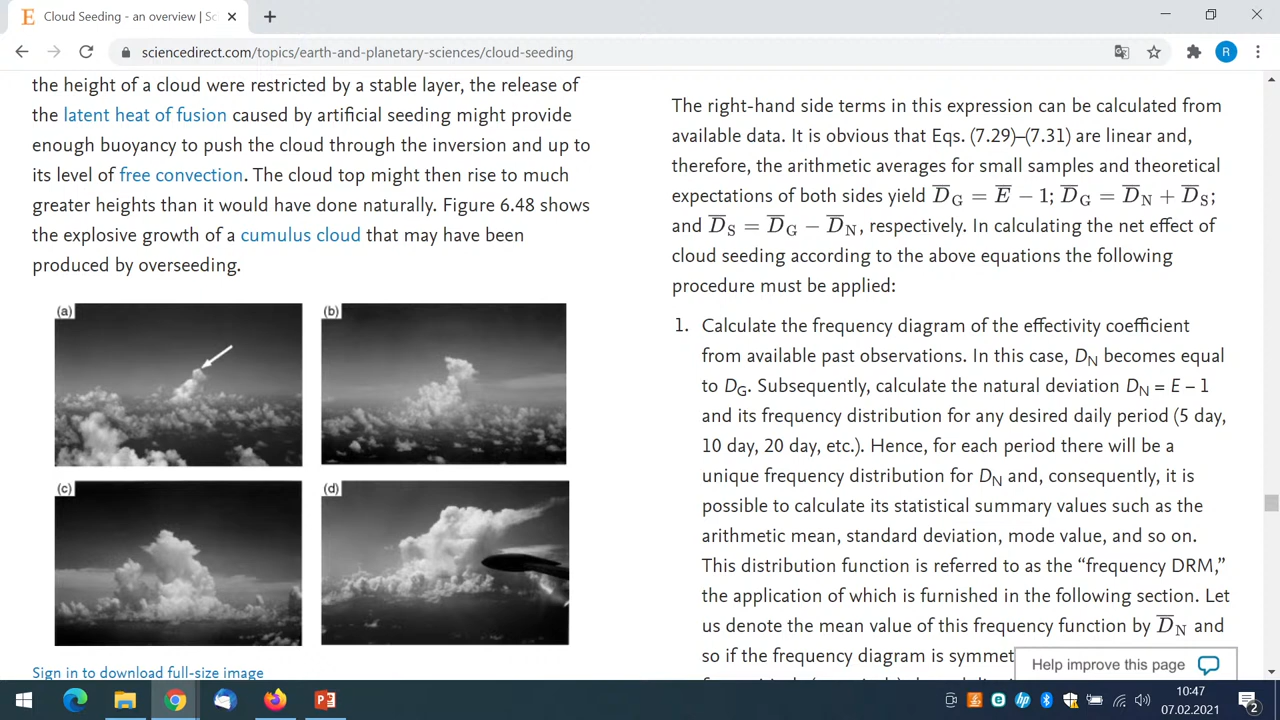 Cloud Seeding - an overview | Sc
sciencedirect.com/topics/earth-and-planetary-sciences/cloud-seeding
R
the height of a cloud were restricted by a stable layer, the release of
the latent heat of fusion caused by artificial seeding might provide
enough buoyancy to push the cloud through the inversion and up to
its level of free convection. The cloud top might then rise to much
greater heights than it would have done naturally. Figure 6.48 shows
the explosive growth of a cumulus cloud that may have been
produced by overseeding.
(a)
(b)
(c)
(d)
Sign in to download full-size image
The right-hand side terms in this expression can be calculated from
available data. It is obvious that Eqs. (7.29)–(7.31) are linear and,
therefore, the arithmetic averages for small samples and theoretical
expectations of both sides yield D̅G = E̅ − 1; D̅G = D̅N + D̅S;
and D̅S = D̅G − D̅N, respectively. In calculating the net effect of
cloud seeding according to the above equations the following
procedure must be applied:
1. Calculate the frequency diagram of the effectivity coefficient
from available past observations. In this case, DN becomes equal
to DG. Subsequently, calculate the natural deviation DN = E – 1
and its frequency distribution for any desired daily period (5 day,
10 day, 20 day, etc.). Hence, for each period there will be a
unique frequency distribution for DN and, consequently, it is
possible to calculate its statistical summary values such as the
arithmetic mean, standard deviation, mode value, and so on.
This distribution function is referred to as the “frequency DRM,”
the application of which is furnished in the following section. Let
us denote the mean value of this frequency function by D̅N and
so if the frequency diagram is symmet
Help improve this page
10:47
07.02.2021
2